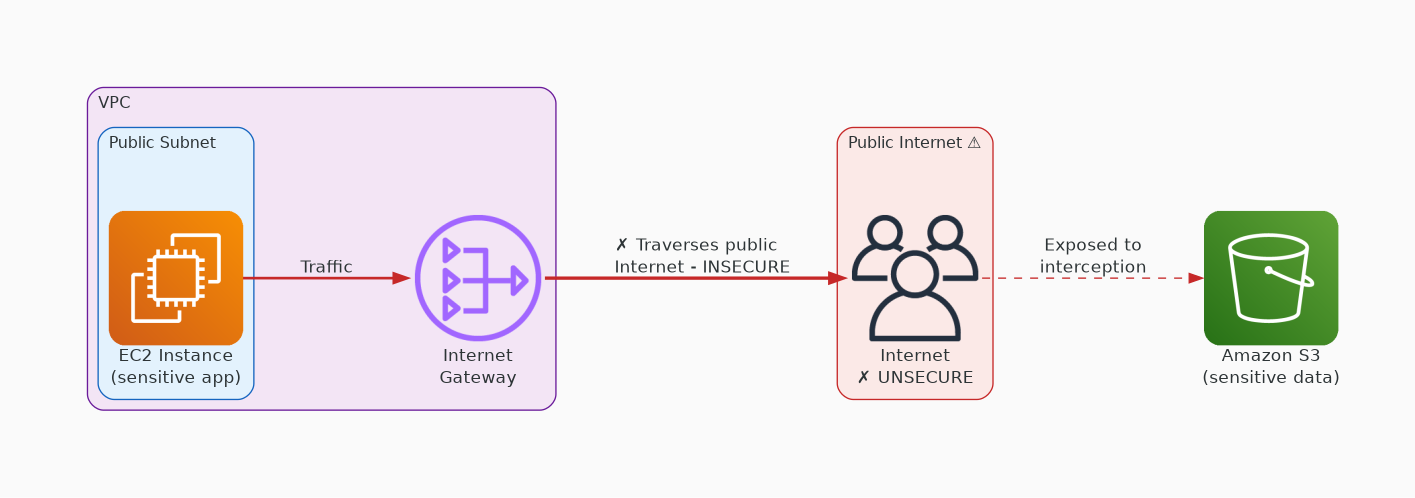 VPC
Public Subnet
EC2 Instance
(sensitive app)
Traffic
Internet
Gateway
✗ Traverses public
Internet - INSECURE
Public Internet ⚠
Internet
✗ UNSECURE
Exposed to
interception
Amazon S3
(sensitive data)